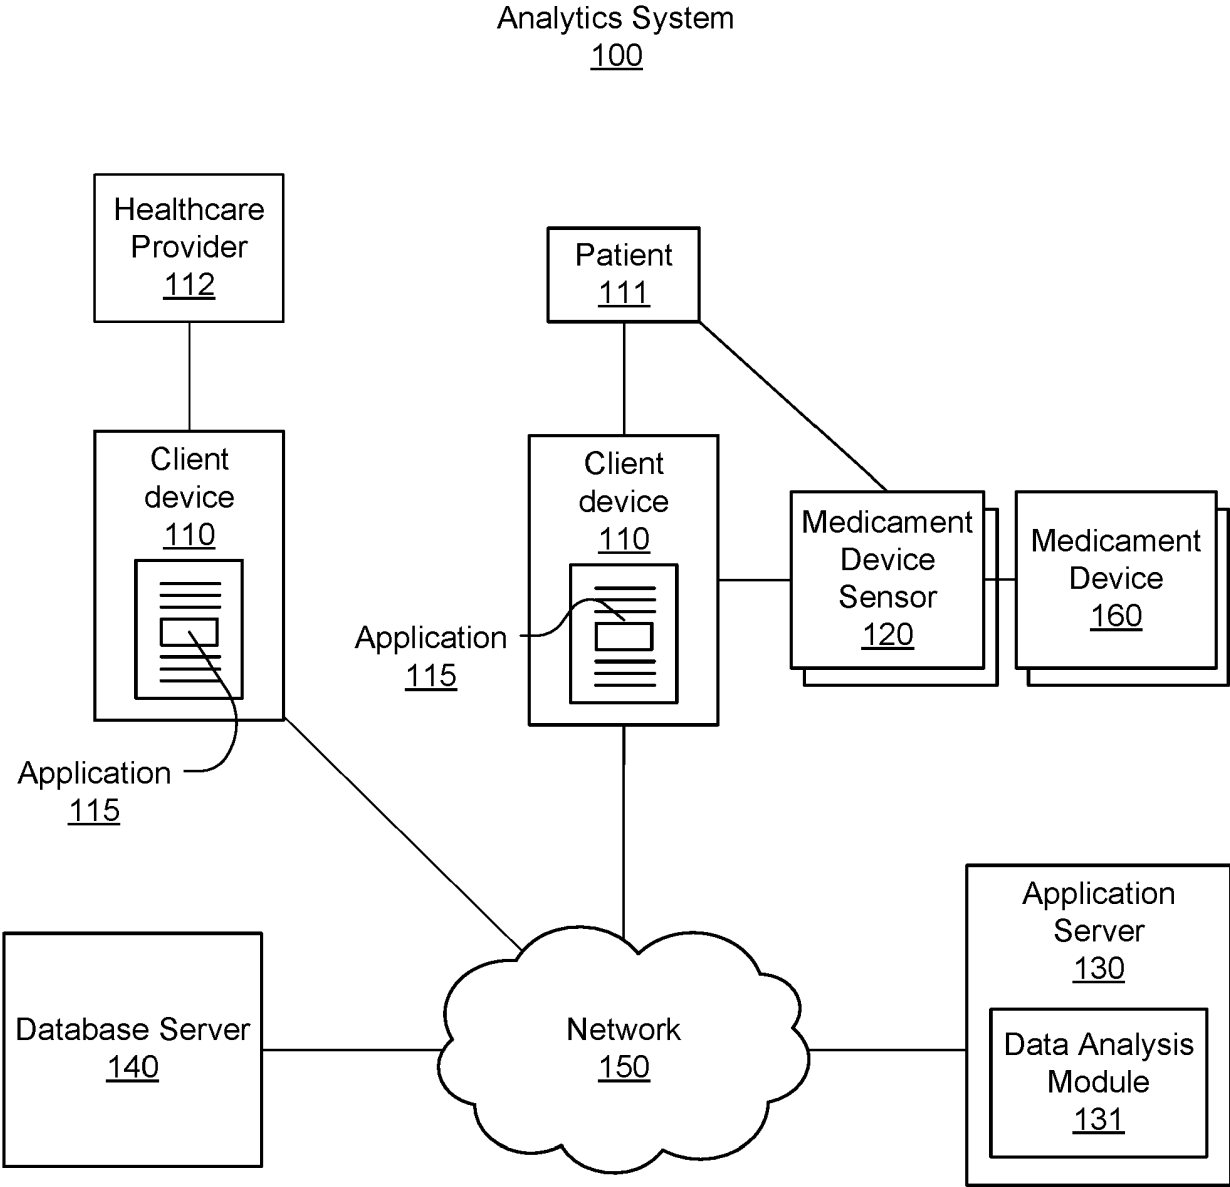 Analytics System
100
Healthcare
Provider
112
Patient
111
Client
device
110
Application
115
Client
device
110
Application
115
Medicament
Device
Sensor
120
Medicament
Device
160
Database Server
140
Network
150
Application
Server
130
Data Analysis
Module
131